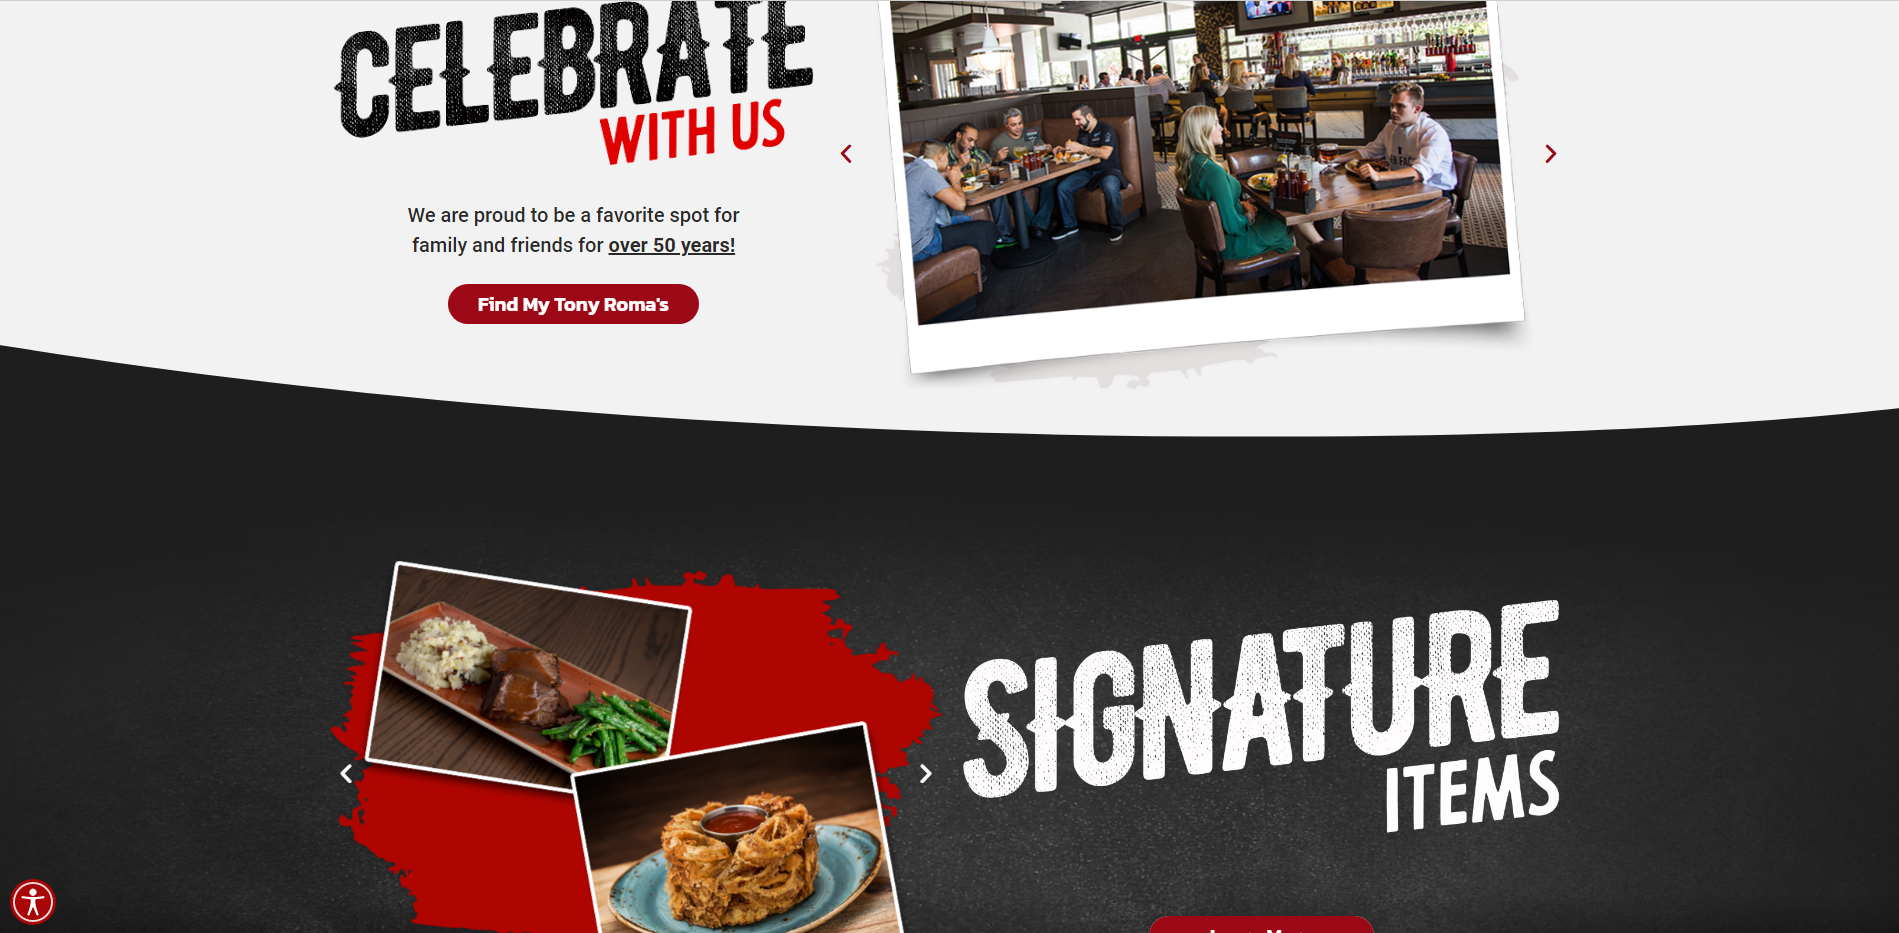 CELEBRATE
WITH US
We are proud to be a favorite spot for
family and friends for over 50 years!
Find My Tony Roma's
SIGNATURE
ITEMS